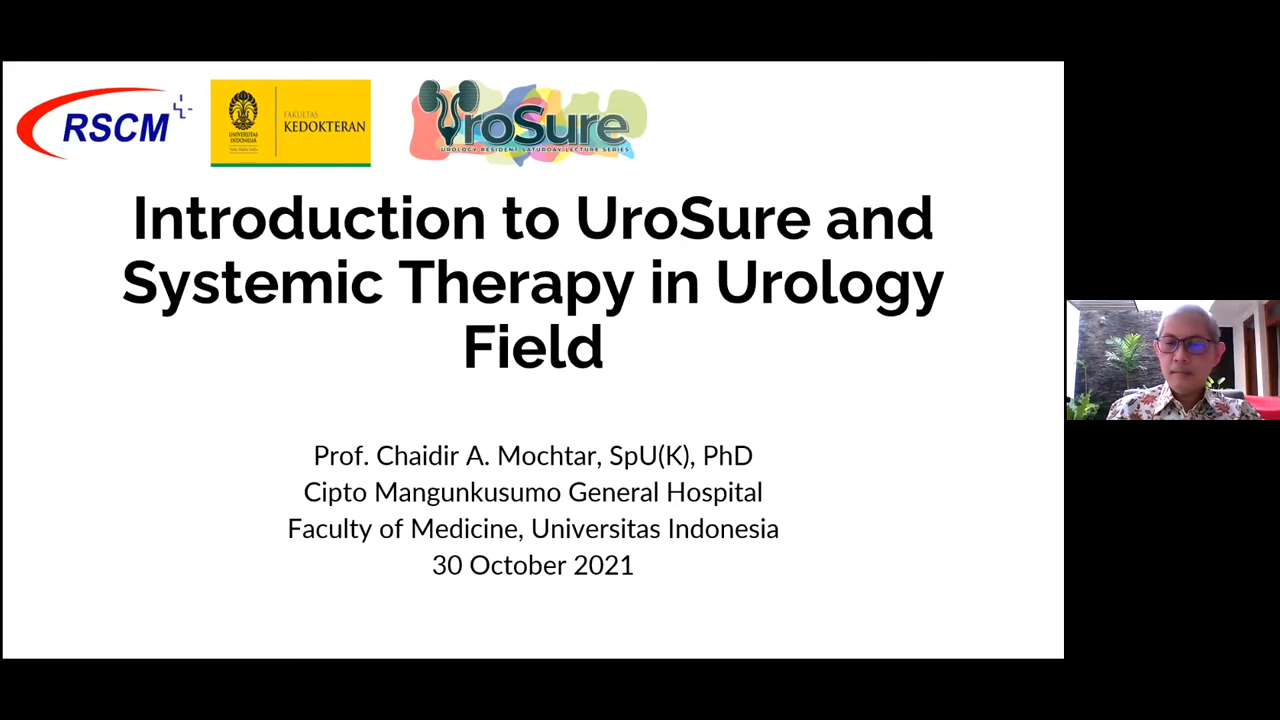 RSCM
UNIVERSITAS
INDONESIA
FAKULTAS
KEDOKTERAN
UroSure
UROLOGY RESIDENT SATURDAY LECTURE SERIES
Introduction to UroSure and
Systemic Therapy in Urology
Field
Prof. Chaidir A. Mochtar, SpU(K), PhD
Cipto Mangunkusumo General Hospital
Faculty of Medicine, Universitas Indonesia
30 October 2021